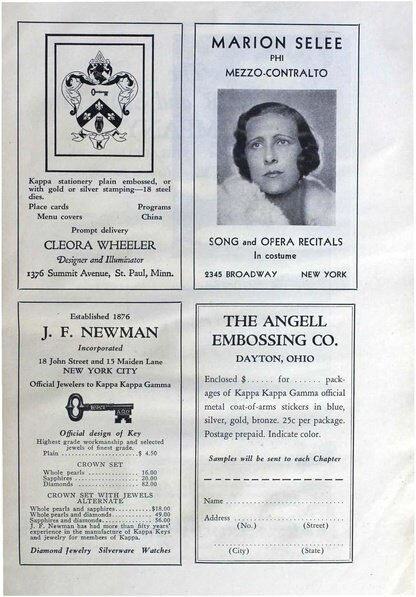 K
Kappa stationery plain embossed, or
with gold or silver stamping—18 steel
dies.
Place cards Programs
Menu covers China
Prompt delivery
CLEORA WHEELER
Designer and Illuminator
1376 Summit Avenue, St. Paul, Minn.
MARION SELEE
PHI
MEZZO-CONTRALTO
SONG and OPERA RECITALS
In costume
2345 BROADWAY NEW YORK
Established 1876
J. F. NEWMAN
Incorporated
18 John Street and 15 Maiden Lane
NEW YORK CITY
Official Jewelers to Kappa Kappa Gamma
Official design of Key
Highest grade workmanship and selected
jewels of finest grade.
Plain .................... $ 4.50
CROWN SET
Whole pearls .................... 16.00
Sapphires .................... 20.00
Diamonds .................... 82.00
CROWN SET WITH JEWELS
ALTERNATE
Whole pearls and sapphires ........ $18.00
Whole pearls and diamonds ........ 49.00
Sapphires and diamonds ........ 56.00
J. F. Newman has had more than fifty years'
experience in the manufacture of Kappa Keys
and jewelry for members of Kappa.
Diamond Jewelry Silverware Watches
THE ANGELL
EMBOSSING CO.
DAYTON, OHIO
Enclosed $...... for ...... pack-
ages of Kappa Kappa Gamma official
metal coat-of-arms stickers in blue,
silver, gold, bronze. 25c per package.
Postage prepaid. Indicate color.
Samples will be sent to each Chapter
Name ..............................
Address ..............................
(No.) (Street)
(City) (State)